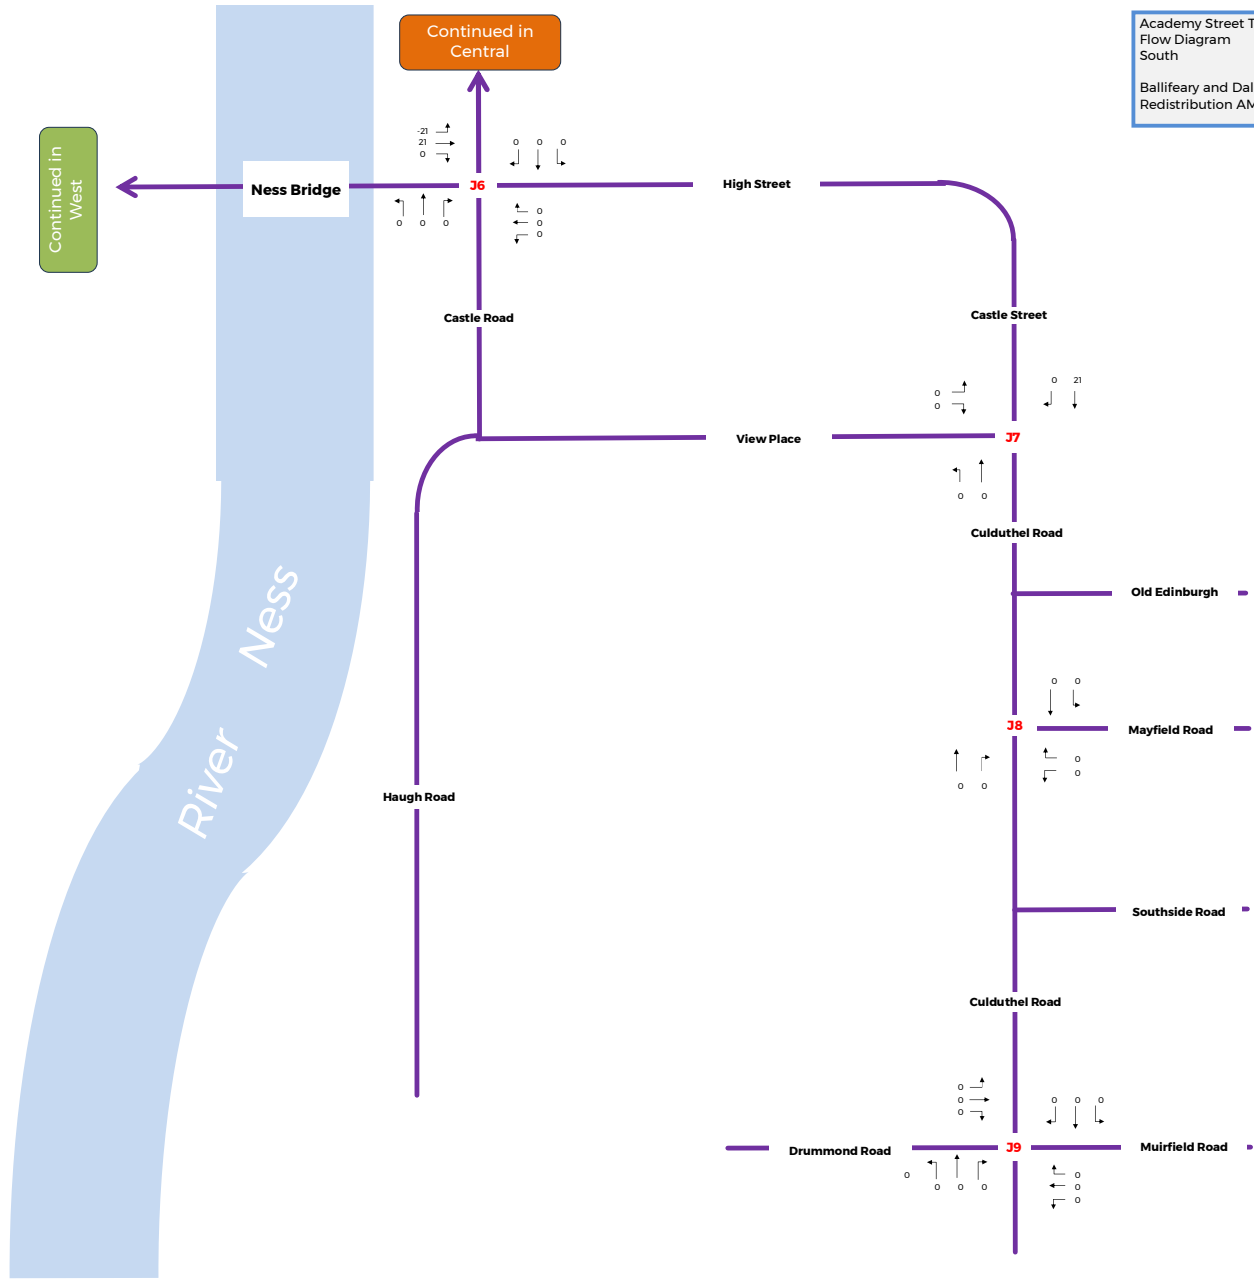 Continued in
Central
Academy Street T
Flow Diagram
South
Ballifeary and Dal
Redistribution AM
Continued in
West
-21
21
0
0 0 0
Ness Bridge
J6
High Street
0 0 0
0
0
0
Castle Road
Castle Street
0
0
0 21
View Place
J7
0 0
Culduthel Road
Old Edinburgh
River Ness
0 0
J8
Mayfield Road
0 0
0
0
Haugh Road
Southside Road
Culduthel Road
0
0
0
0 0 0
Drummond Road
J9
Muirfield Road
0
0 0 0
0
0
0